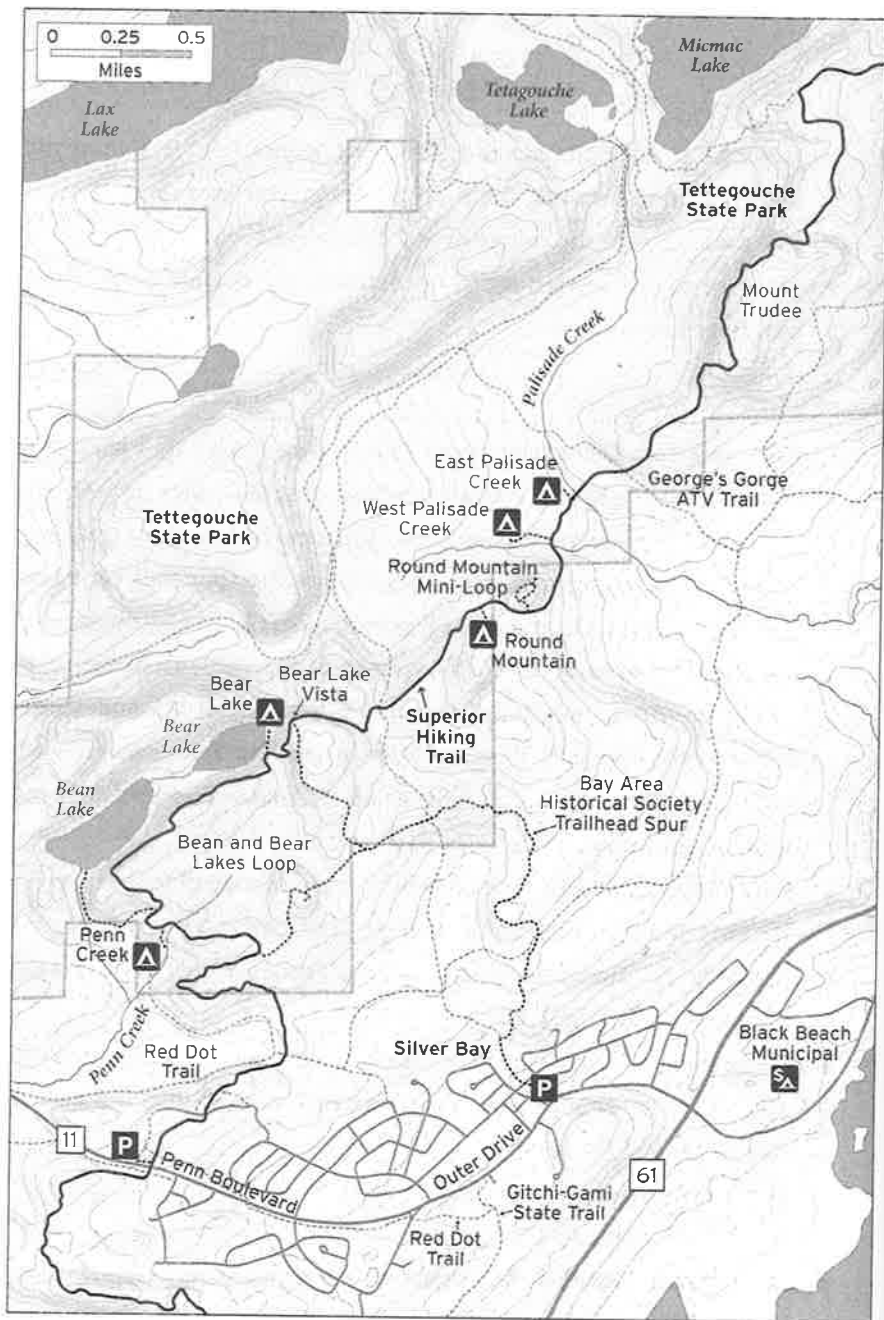 0 0.25 0.5
Miles
Lax
Lake
Tetagouche
Lake
Micmac
Lake
Tettegouche
State Park
Mount
Trudee
Palisade Creek
East Palisade
Creek
West Palisade
Creek
George's Gorge
ATV Trail
Tettegouche
State Park
Round Mountain
Mini-Loop
Round
Mountain
Bear
Lake
Bear Lake
Vista
Superior
Hiking
Trail
Bear
Lake
Bean
Lake
Bay Area
Historical Society
Trailhead Spur
Bean and Bear
Lakes Loop
Penn
Creek
Penn Creek
Red Dot
Trail
Silver Bay
Black Beach
Municipal
S
P
11
P
Penn Boulevard
Outer Drive
61
Gitchi-Gami
State Trail
Red Dot
Trail